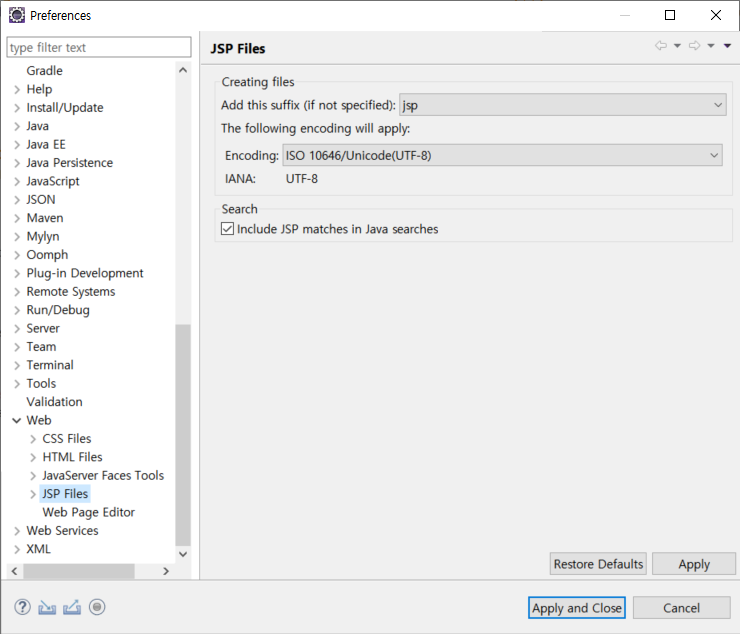 Preferences
type filter text
Gradle
Help
Install/Update
Java
Java EE
Java Persistence
JavaScript
JSON
Maven
Mylyn
Oomph
Plug-in Development
Remote Systems
Run/Debug
Server
Team
Terminal
Tools
Validation
Web
CSS Files
HTML Files
JavaServer Faces Tools
JSP Files
Web Page Editor
Web Services
XML
JSP Files
Creating files
Add this suffix (if not specified): jsp
The following encoding will apply:
Encoding: ISO 10646/Unicode(UTF-8)
IANA: UTF-8
Search
Include JSP matches in Java searches
Restore Defaults Apply
Apply and Close Cancel